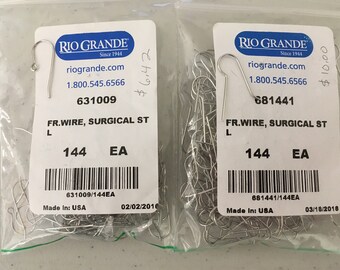 RIO GRANDE
Since 1944
riogrande.com
1.800.545.6566
$6.42
631009
FR.WIRE, SURGICAL ST
L
144 EA
631009/144EA
Made in: USA 02/02/2016
RIO GRANDE
Since 1944
riogrande.com
1.800.545.6566
$10.00
681441
FR.WIRE, SURGICAL ST
L
144 EA
681441/144EA
Made in: USA 03/18/2016